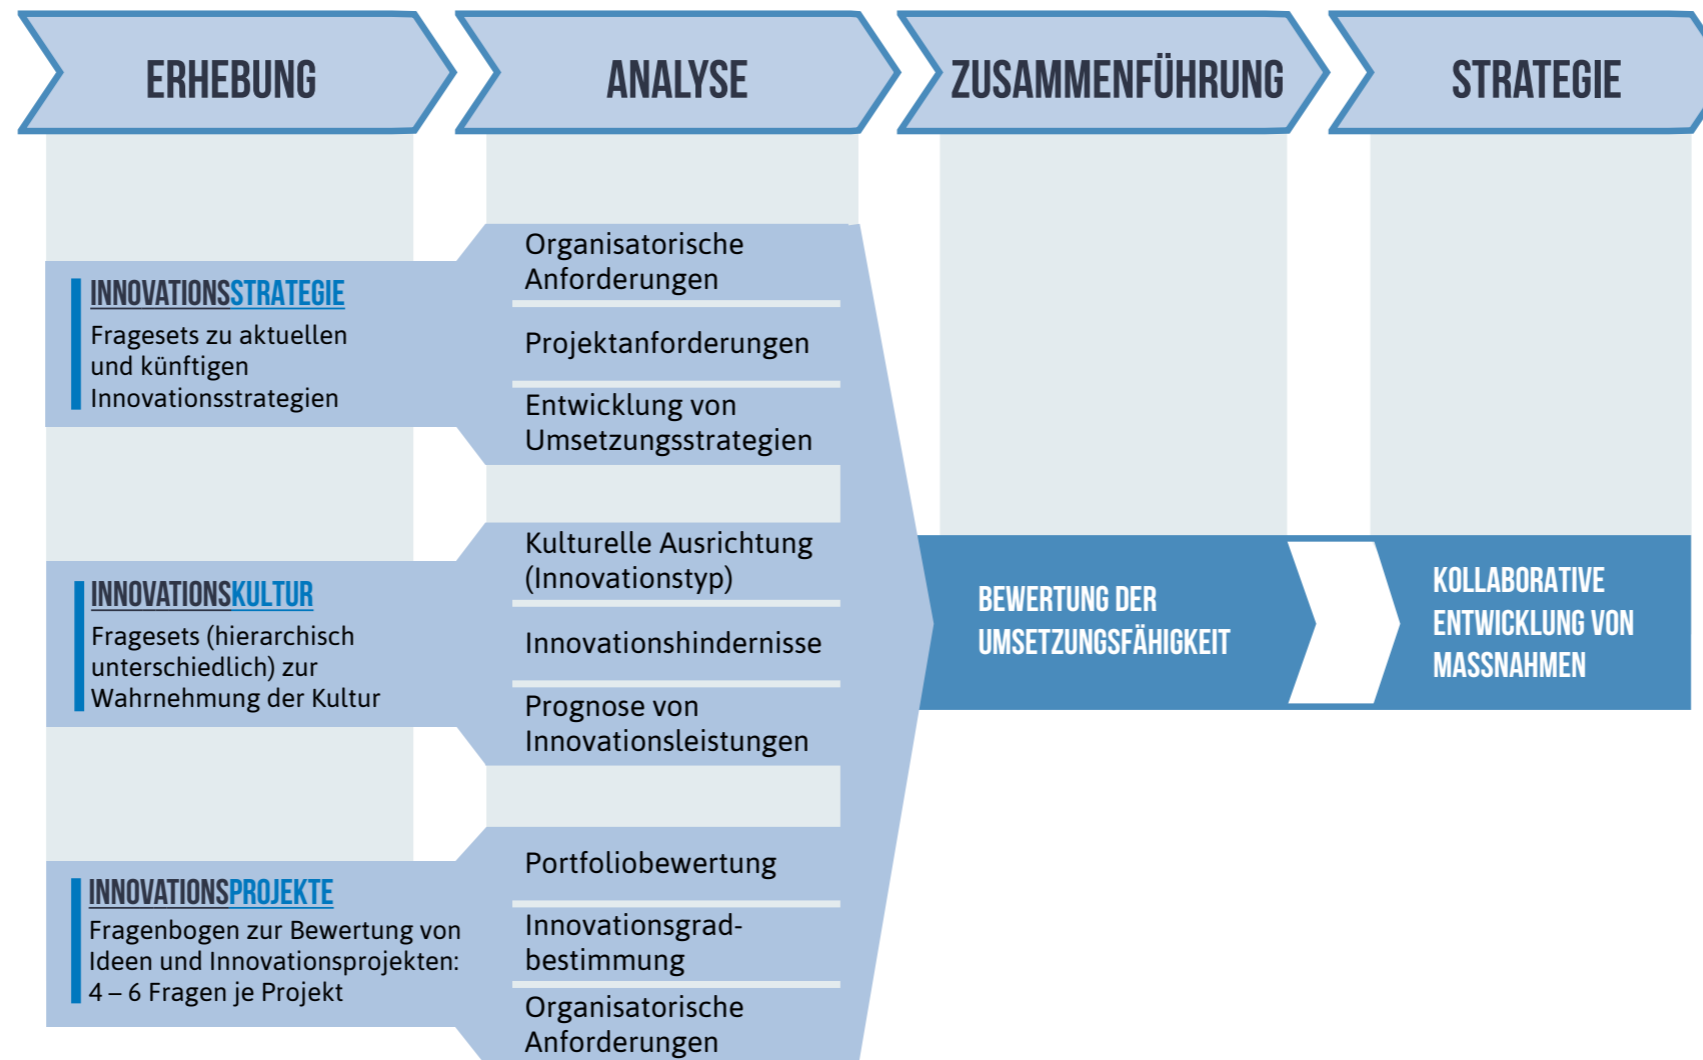 ERHEBUNG
ANALYSE
ZUSAMMENFÜHRUNG
STRATEGIE
INNOVATIONSSTRATEGIE
Fragesets zu aktuellen
und künftigen
Innovationsstrategien
Organisatorische
Anforderungen
Projektanforderungen
Entwicklung von
Umsetzungsstrategien
INNOVATIONSKULTUR
Fragesets (hierarchisch
unterschiedlich) zur
Wahrnehmung der Kultur
Kulturelle Ausrichtung
(Innovationstyp)
Innovationshindernisse
Prognose von
Innovationsleistungen
INNOVATIONSPROJEKTE
Fragenbogen zur Bewertung von
Ideen und Innovationsprojekten:
4 – 6 Fragen je Projekt
Portfoliobewertung
Innovationsgrad-
bestimmung
Organisatorische
Anforderungen
BEWERTUNG DER
UMSETZUNGSFÄHIGKEIT
KOLLABORATIVE
ENTWICKLUNG VON
MASSNAHMEN